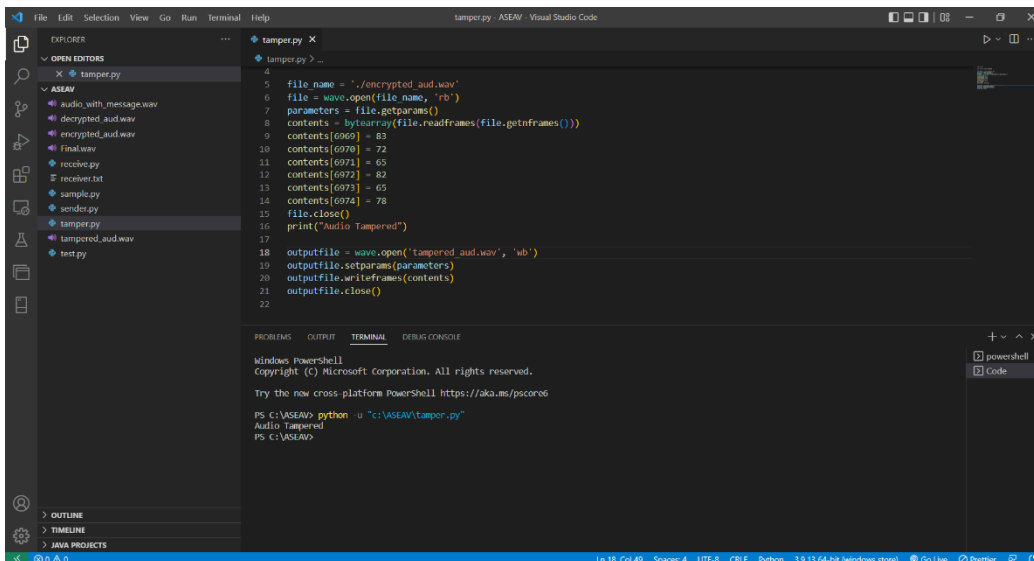 File Edit Selection View Go Run Terminal Help
tamper.py - ASEAV - Visual Studio Code
EXPLORER
OPEN EDITORS
tamper.py
ASEAV
audio_with_message.wav
decrypted_aud.wav
encrypted_aud.wav
Final.wav
receive.py
receiver.txt
sample.py
sender.py
tamper.py
tampered_aud.wav
test.py
OUTLINE
TIMELINE
JAVA PROJECTS
tamper.py
tamper.py > ...
4
5 file_name = './encrypted_aud.wav'
6 file = wave.open(file_name, 'rb')
7 parameters = file.getparams()
8 contents = bytearray(file.readframes(file.getnframes()))
9 contents[6969] = 83
10 contents[6970] = 72
11 contents[6971] = 65
12 contents[6972] = 82
13 contents[6973] = 65
14 contents[6974] = 78
15 file.close()
16 print("Audio Tampered")
17
18 outputfile = wave.open('tampered_aud.wav', 'wb')
19 outputfile.setparams(parameters)
20 outputfile.writeframes(contents)
21 outputfile.close()
22
PROBLEMS OUTPUT TERMINAL DEBUG CONSOLE
Windows PowerShell
Copyright (C) Microsoft Corporation. All rights reserved.
Try the new cross-platform PowerShell https://aka.ms/pscore6
PS C:\ASEAV> python -u "c:\ASEAV\tamper.py"
Audio Tampered
PS C:\ASEAV>
powershell
Code
0 0 Ln 18, Col 49 Spaces: 4 UTF-8 CRLF Python 3.9.13 64-bit (windows store) Go Live Prettier